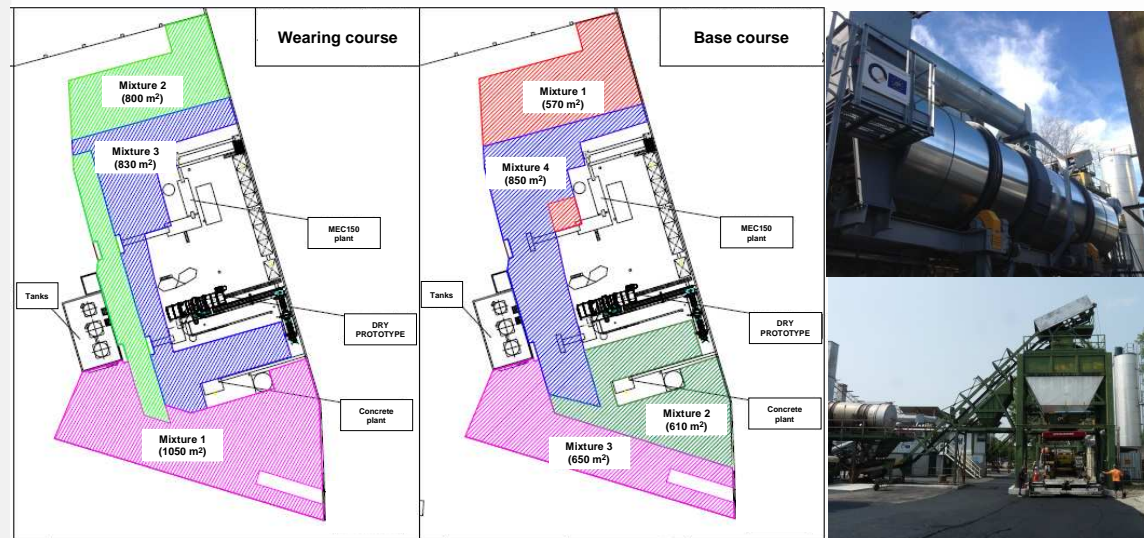 Wearing course
Mixture 2
(800 m²)
Mixture 3
(830 m²)
MEC150
plant
Tanks
DRY
PROTOTYPE
Concrete
plant
Mixture 1
(1050 m²)
Base course
Mixture 1
(570 m²)
Mixture 4
(850 m²)
MEC150
plant
Tanks
DRY
PROTOTYPE
Concrete
plant
Mixture 2
(610 m²)
Mixture 3
(650 m²)